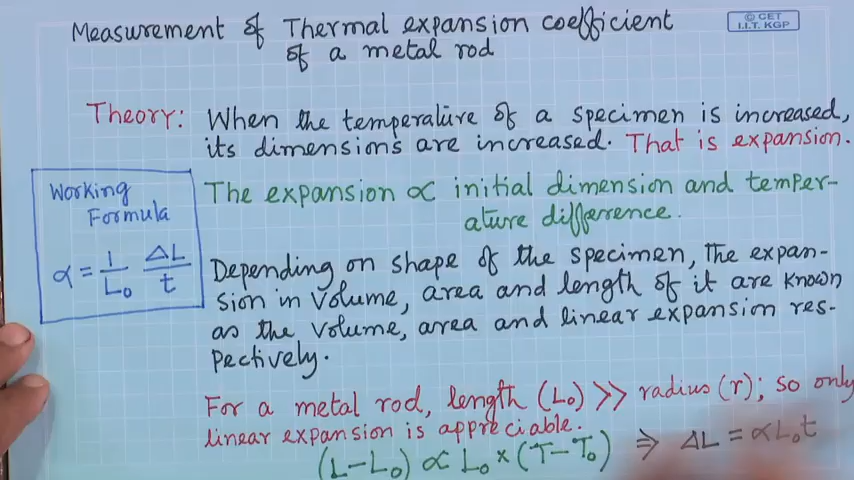 Measurement of Thermal expansion coefficient
of a metal rod
© CET
I.I.T. KGP
Theory: When the temperature of a specimen is increased,
its dimensions are increased. That is expansion.
Working
Formula
α = 1/L₀ ΔL/t
The expansion ∝ initial dimension and temper-
ature difference.
Depending on shape of the specimen, the expan-
sion in volume, area and length of it are known
as the volume, area and linear expansion res-
pectively.
For a metal rod, length (L₀) >> radius (r); so only
linear expansion is appreciable.
(L-L₀) ∝ L₀ × (T-T₀) ⇒ ΔL = αL₀t